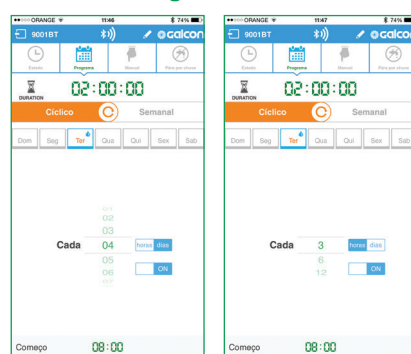 ORANGE 11:46 74%
9001BT galcon
Estado Programa Manual Pare por chuva
DURATION 02:00:00
Cíclico Semanal
Dom Seg Ter Qua Qui Sex Sab
02
03
Cada 04 horas dias
05
06 ON
Começo 08:00
ORANGE 11:47 74%
9001BT galcon
Estado Programa Manual Pare por chuva
DURATION 02:00:00
Cíclico Semanal
Dom Seg Ter Qua Qui Sex Sab
Cada 3 horas dias
6
12 ON
Começo 08:00